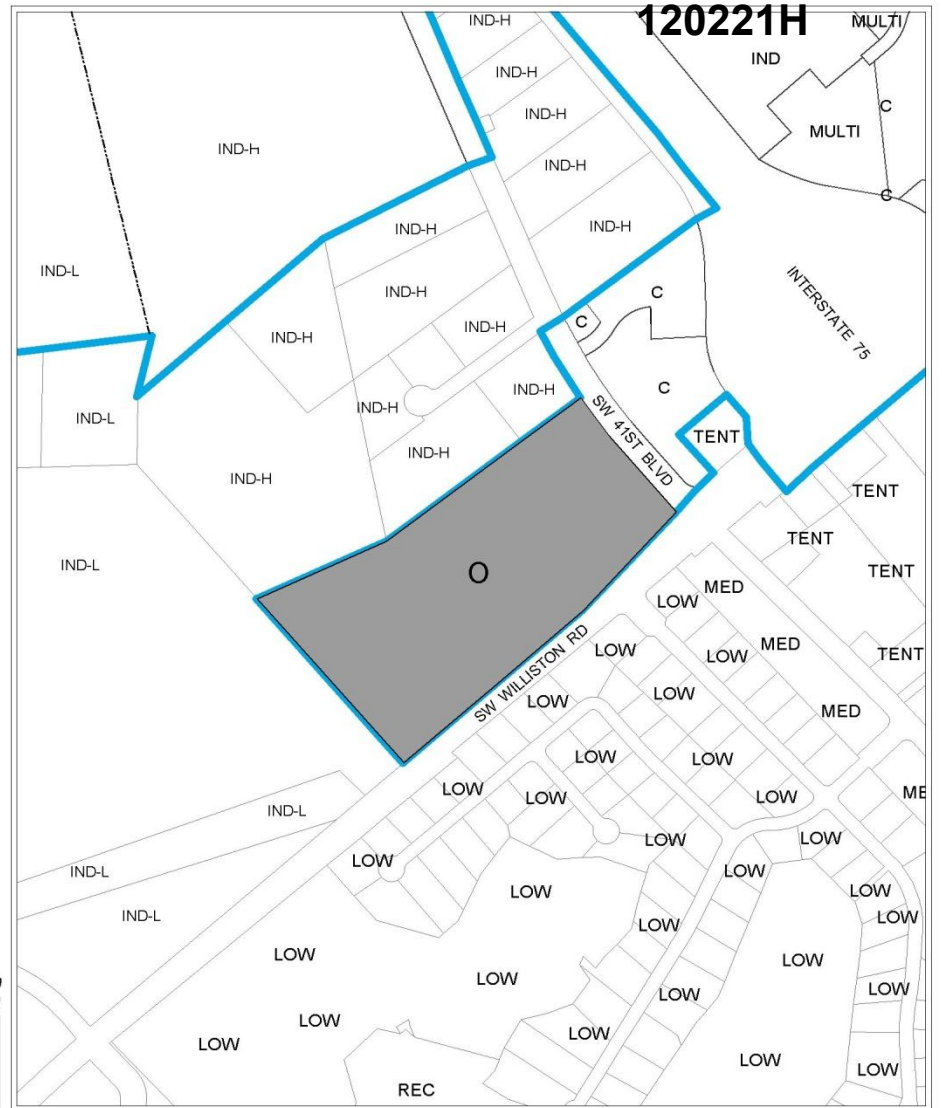 120221H
IND-H
MULTI
IND
IND-H
C
IND-H
MULTI
IND-H
IND-H
C
IND-H
IND-H
IND-L
INTERSTATE 75
IND-H
C
C
IND-H
IND-H
C
IND-H
IND-H
SW 41ST BLVD
IND-L
TENT
IND-H
IND-H
TENT
TENT
IND-L
O
TENT
MED
LOW
SW WILLISTON RD
LOW
LOW
MED
TENT
LOW
LOW
MED
LOW
LOW
LOW
LOW
LOW
IND-L
LOW
LOW
LOW
LOW
IND-L
LOW
LOW
LOW
IND-L
LOW
LOW
LOW
LOW
LOW
LOW
LOW
LOW
LOW
LOW
LOW
LOW
REC